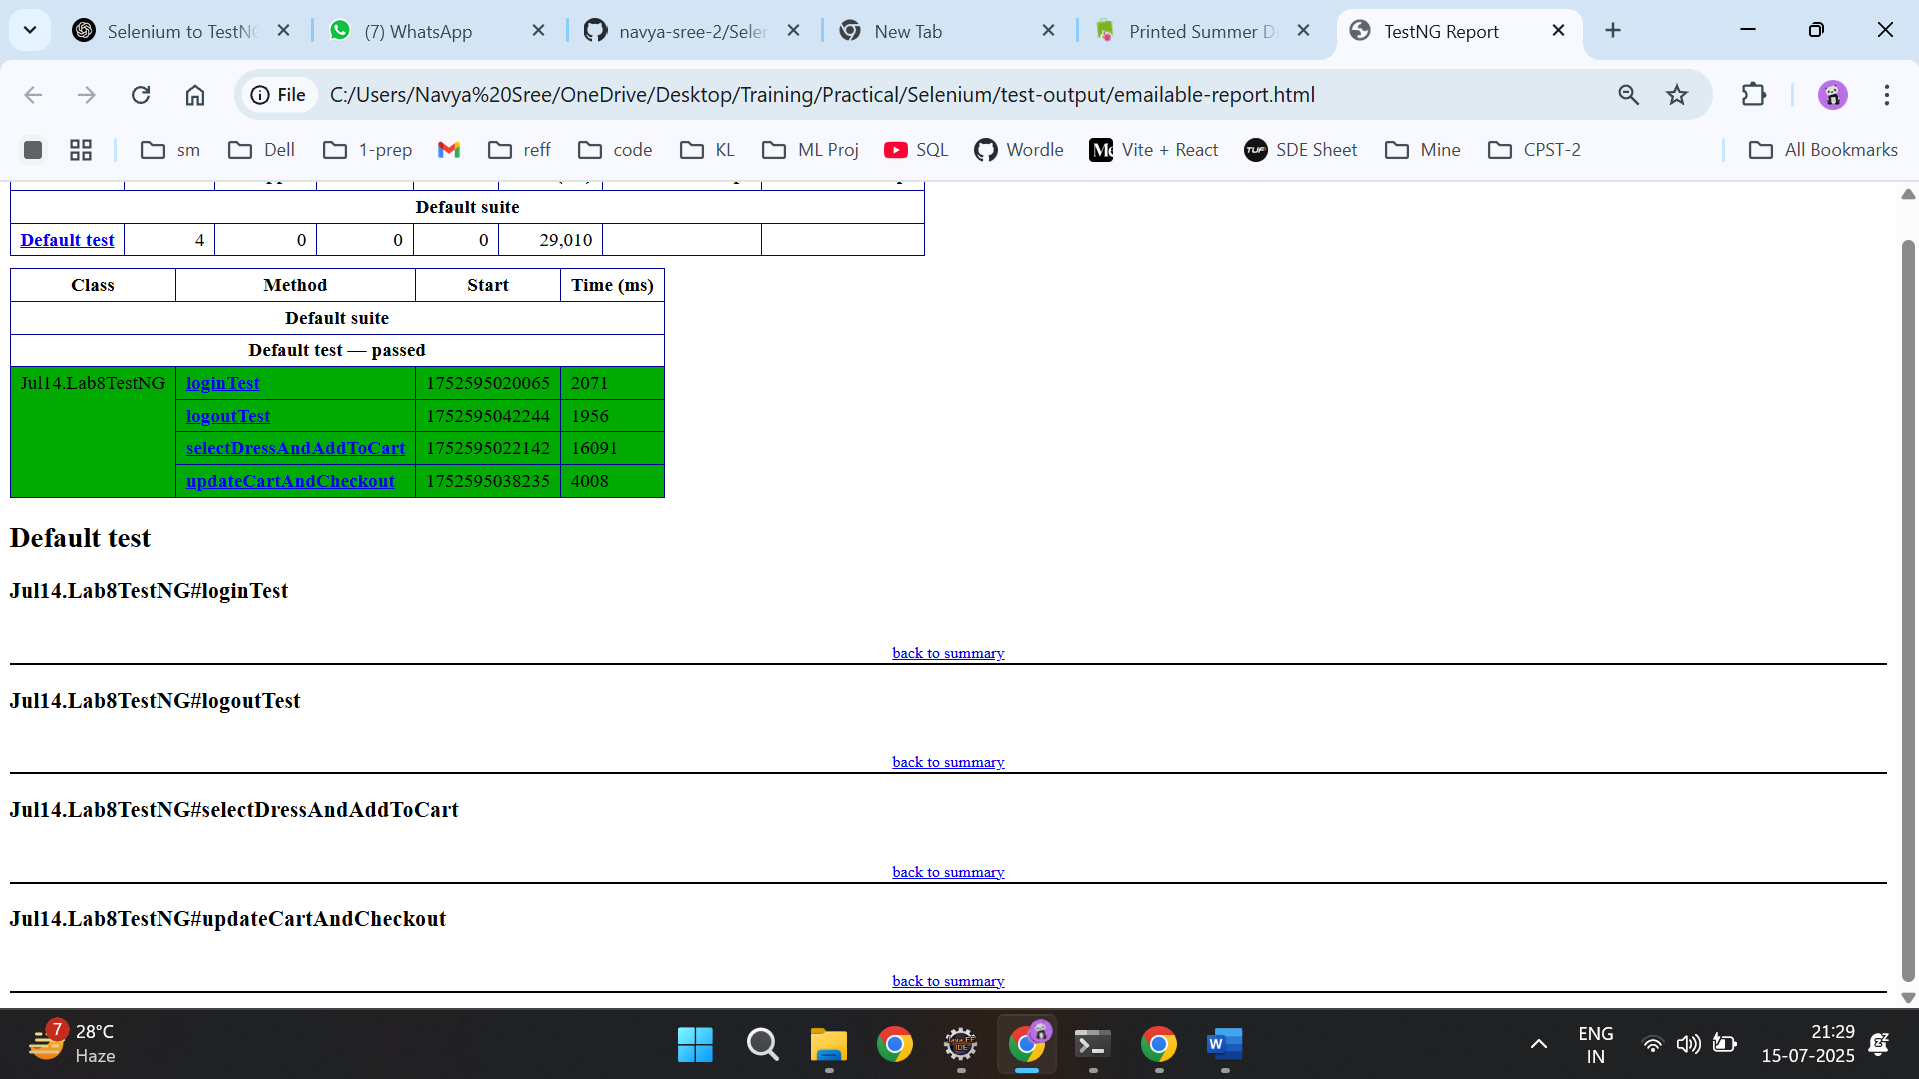 Selenium to TestNG
(7) WhatsApp
navya-sree-2/Seler
New Tab
Printed Summer D
TestNG Report
File
C:/Users/Navya%20Sree/OneDrive/Desktop/Training/Practical/Selenium/test-output/emailable-report.html
sm
Dell
1-prep
reff
code
KL
ML Proj
SQL
Wordle
Vite + React
TUF
SDE Sheet
Mine
CPST-2
All Bookmarks
Default suite
Default test 4 0 0 0 29,010
Class Method Start Time (ms)
Default suite
Default test — passed
Jul14.Lab8TestNG loginTest 1752595020065 2071
logoutTest 1752595042244 1956
selectDressAndAddToCart 1752595022142 16091
updateCartAndCheckout 1752595038235 4008
Default test
Jul14.Lab8TestNG#loginTest
back to summary
Jul14.Lab8TestNG#logoutTest
back to summary
Jul14.Lab8TestNG#selectDressAndAddToCart
back to summary
Jul14.Lab8TestNG#updateCartAndCheckout
back to summary
7
28°C
Haze
ENG
IN
21:29
15-07-2025